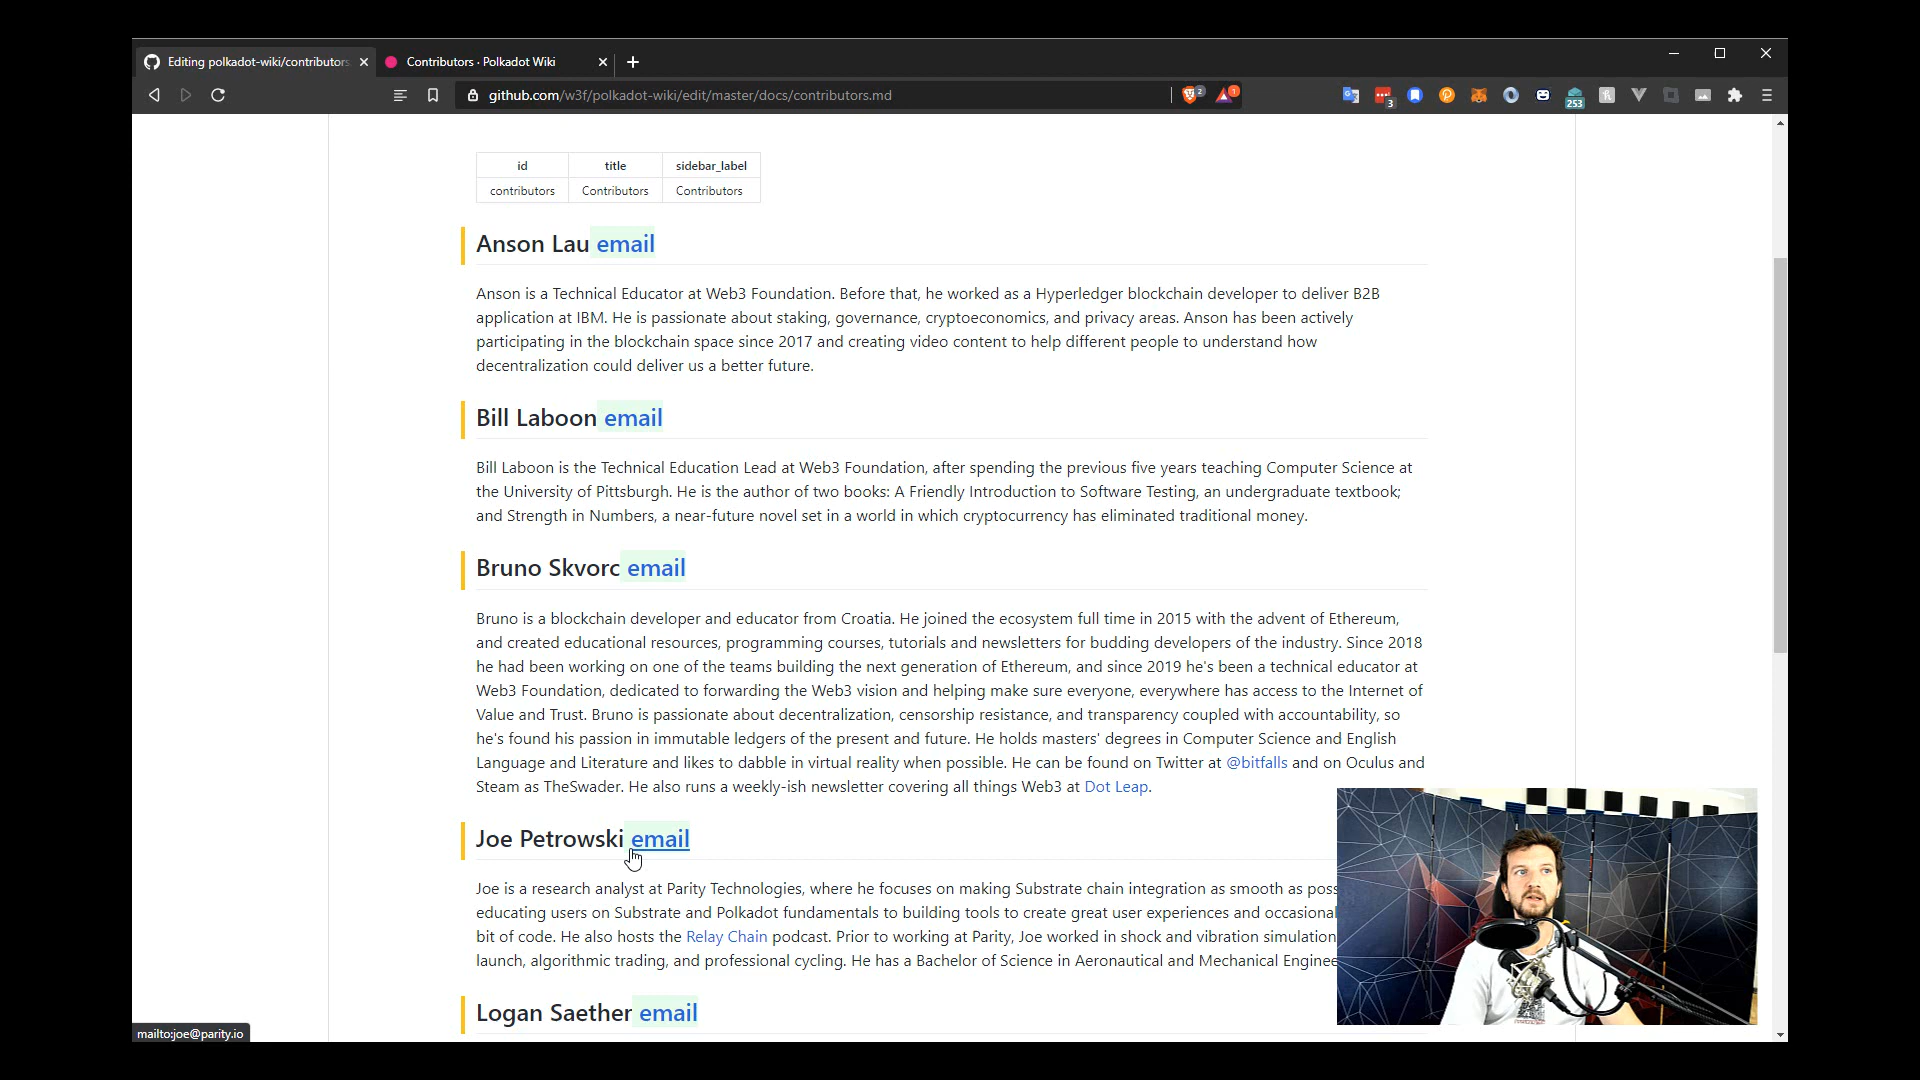 Editing polkadot-wiki/contributors
Contributors · Polkadot Wiki
github.com/w3f/polkadot-wiki/edit/master/docs/contributors.md
2
1
3
253
id title sidebar_label
contributors Contributors Contributors
Anson Lau email
Anson is a Technical Educator at Web3 Foundation. Before that, he worked as a Hyperledger blockchain developer to deliver B2B
application at IBM. He is passionate about staking, governance, cryptoeconomics, and privacy areas. Anson has been actively
participating in the blockchain space since 2017 and creating video content to help different people to understand how
decentralization could deliver us a better future.
Bill Laboon email
Bill Laboon is the Technical Education Lead at Web3 Foundation, after spending the previous five years teaching Computer Science at
the University of Pittsburgh. He is the author of two books: A Friendly Introduction to Software Testing, an undergraduate textbook;
and Strength in Numbers, a near-future novel set in a world in which cryptocurrency has eliminated traditional money.
Bruno Skvorc email
Bruno is a blockchain developer and educator from Croatia. He joined the ecosystem full time in 2015 with the advent of Ethereum,
and created educational resources, programming courses, tutorials and newsletters for budding developers of the industry. Since 2018
he had been working on one of the teams building the next generation of Ethereum, and since 2019 he's been a technical educator at
Web3 Foundation, dedicated to forwarding the Web3 vision and helping make sure everyone, everywhere has access to the Internet of
Value and Trust. Bruno is passionate about decentralization, censorship resistance, and transparency coupled with accountability, so
he's found his passion in immutable ledgers of the present and future. He holds masters' degrees in Computer Science and English
Language and Literature and likes to dabble in virtual reality when possible. He can be found on Twitter at @bitfalls and on Oculus and
Steam as TheSwader. He also runs a weekly-ish newsletter covering all things Web3 at Dot Leap.
Joe Petrowski email
Joe is a research analyst at Parity Technologies, where he focuses on making Substrate chain integration as smooth as poss
educating users on Substrate and Polkadot fundamentals to building tools to create great user experiences and occasional
bit of code. He also hosts the Relay Chain podcast. Prior to working at Parity, Joe worked in shock and vibration simulation
launch, algorithmic trading, and professional cycling. He has a Bachelor of Science in Aeronautical and Mechanical Enginee
Logan Saether email
mailto:joe@parity.io